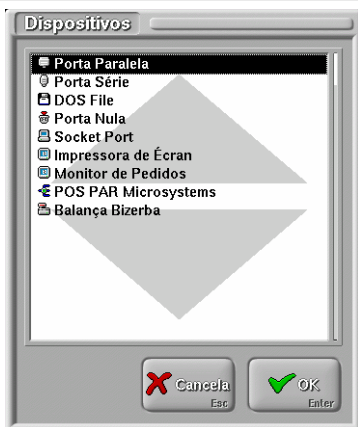 Dispositivos
Porta Paralela
Porta Série
DOS File
Porta Nula
Socket Port
Impressora de Écran
Monitor de Pedidos
POS PAR Microsystems
Balança Bizerba
Cancela
Esc
OK
Enter